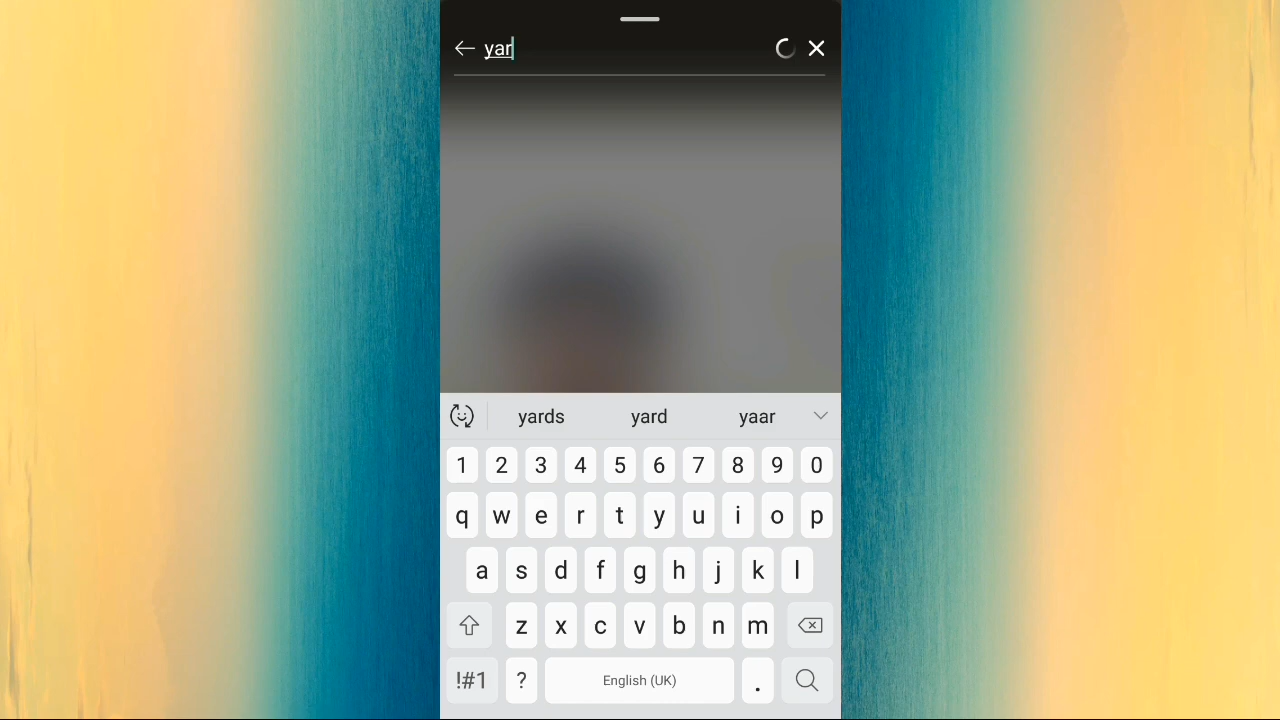 yar
yards yard yaar
1 2 3 4 5 6 7 8 9 0
q w e r t y u i o p
a s d f g h j k l
z x c v b n m
!#1 ? English (UK) .